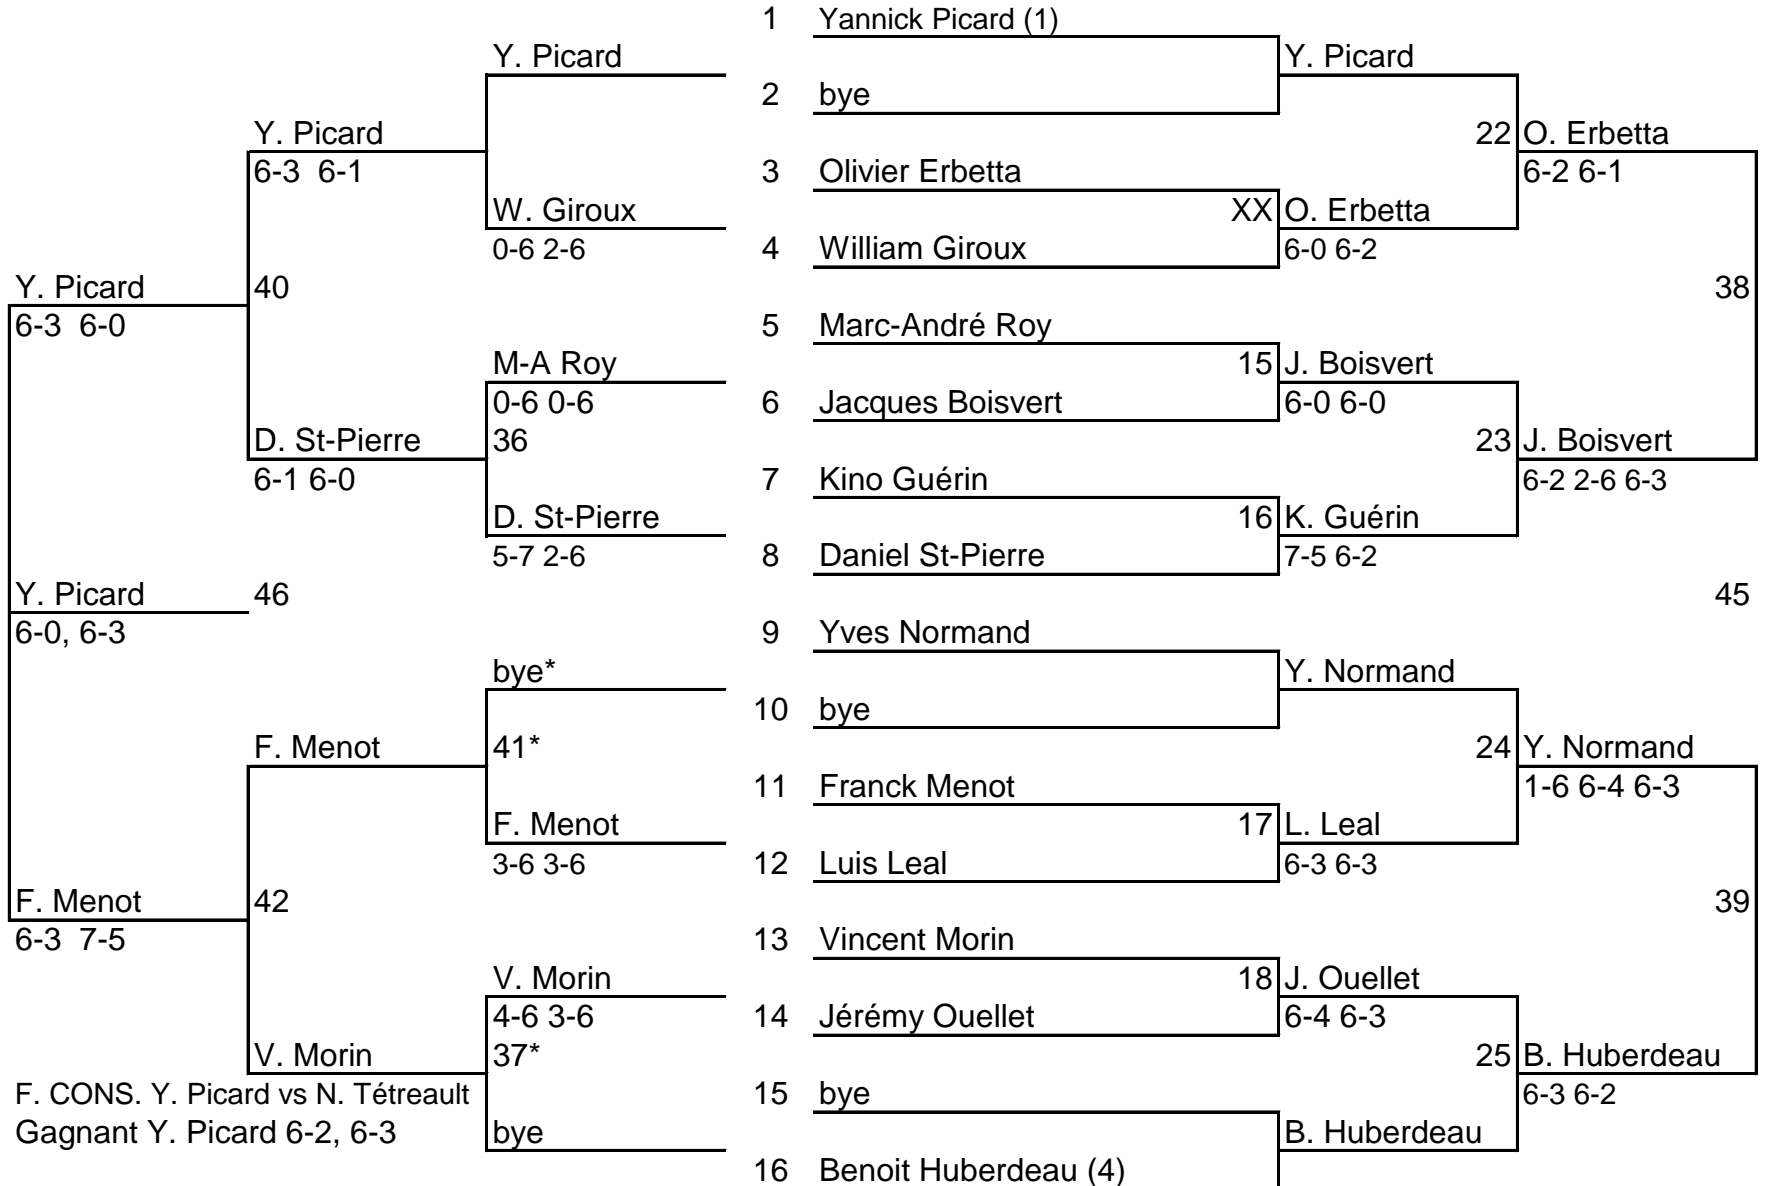 1 Yannick Picard (1)
Y. Picard Y. Picard
2 bye
Y. Picard 22 O. Erbetta
6-3 6-1 3 Olivier Erbetta 6-2 6-1
W. Giroux XX O. Erbetta
0-6 2-6 4 William Giroux 6-0 6-2
Y. Picard 40 38
6-3 6-0 5 Marc-André Roy
M-A Roy 15 J. Boisvert
0-6 0-6 6 Jacques Boisvert 6-0 6-0
D. St-Pierre 36 23 J. Boisvert
6-1 6-0 7 Kino Guérin 6-2 2-6 6-3
D. St-Pierre 16 K. Guérin
5-7 2-6 8 Daniel St-Pierre 7-5 6-2
Y. Picard 46 45
6-0, 6-3 9 Yves Normand
bye* Y. Normand
10 bye
F. Menot 41* 24 Y. Normand
11 Franck Menot 1-6 6-4 6-3
F. Menot 17 L. Leal
3-6 3-6 12 Luis Leal 6-3 6-3
F. Menot 42 39
6-3 7-5 13 Vincent Morin
V. Morin 18 J. Ouellet
4-6 3-6 14 Jérémy Ouellet 6-4 6-3
V. Morin 37* 25 B. Huberdeau
F. CONS. Y. Picard vs N. Tétreault 15 bye 6-3 6-2
Gagnant Y. Picard 6-2, 6-3 bye B. Huberdeau
16 Benoit Huberdeau (4)